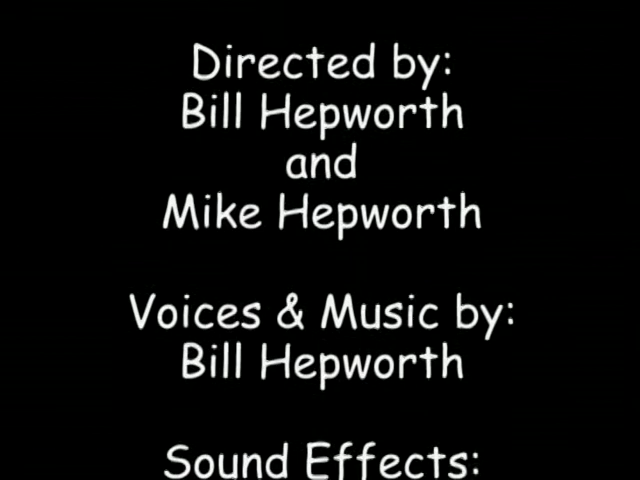 Directed by:
Bill Hepworth
and
Mike Hepworth
Voices & Music by:
Bill Hepworth
Sound Effects: